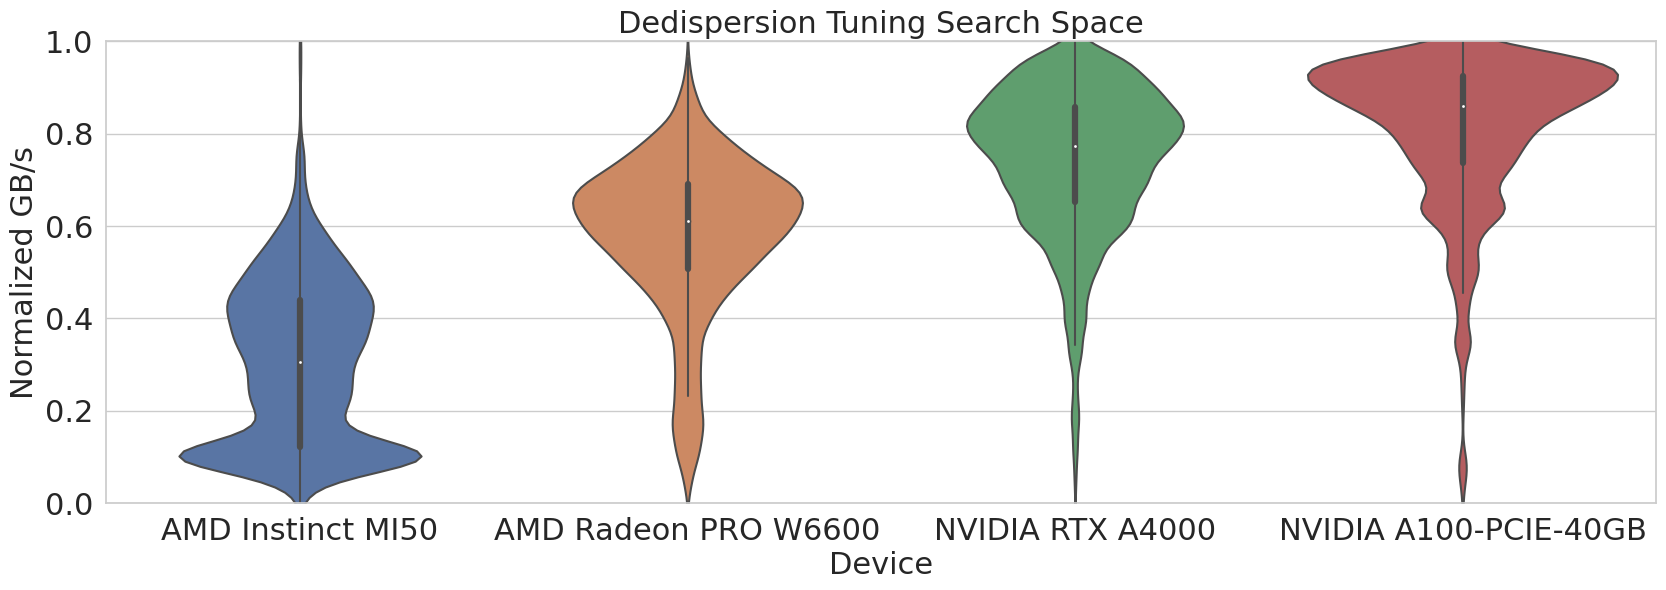 Dedispersion Tuning Search Space
Normalized GB/s
1.0
0.8
0.6
0.4
0.2
0.0
AMD Instinct MI50 AMD Radeon PRO W6600 NVIDIA RTX A4000 NVIDIA A100-PCIE-40GB
Device